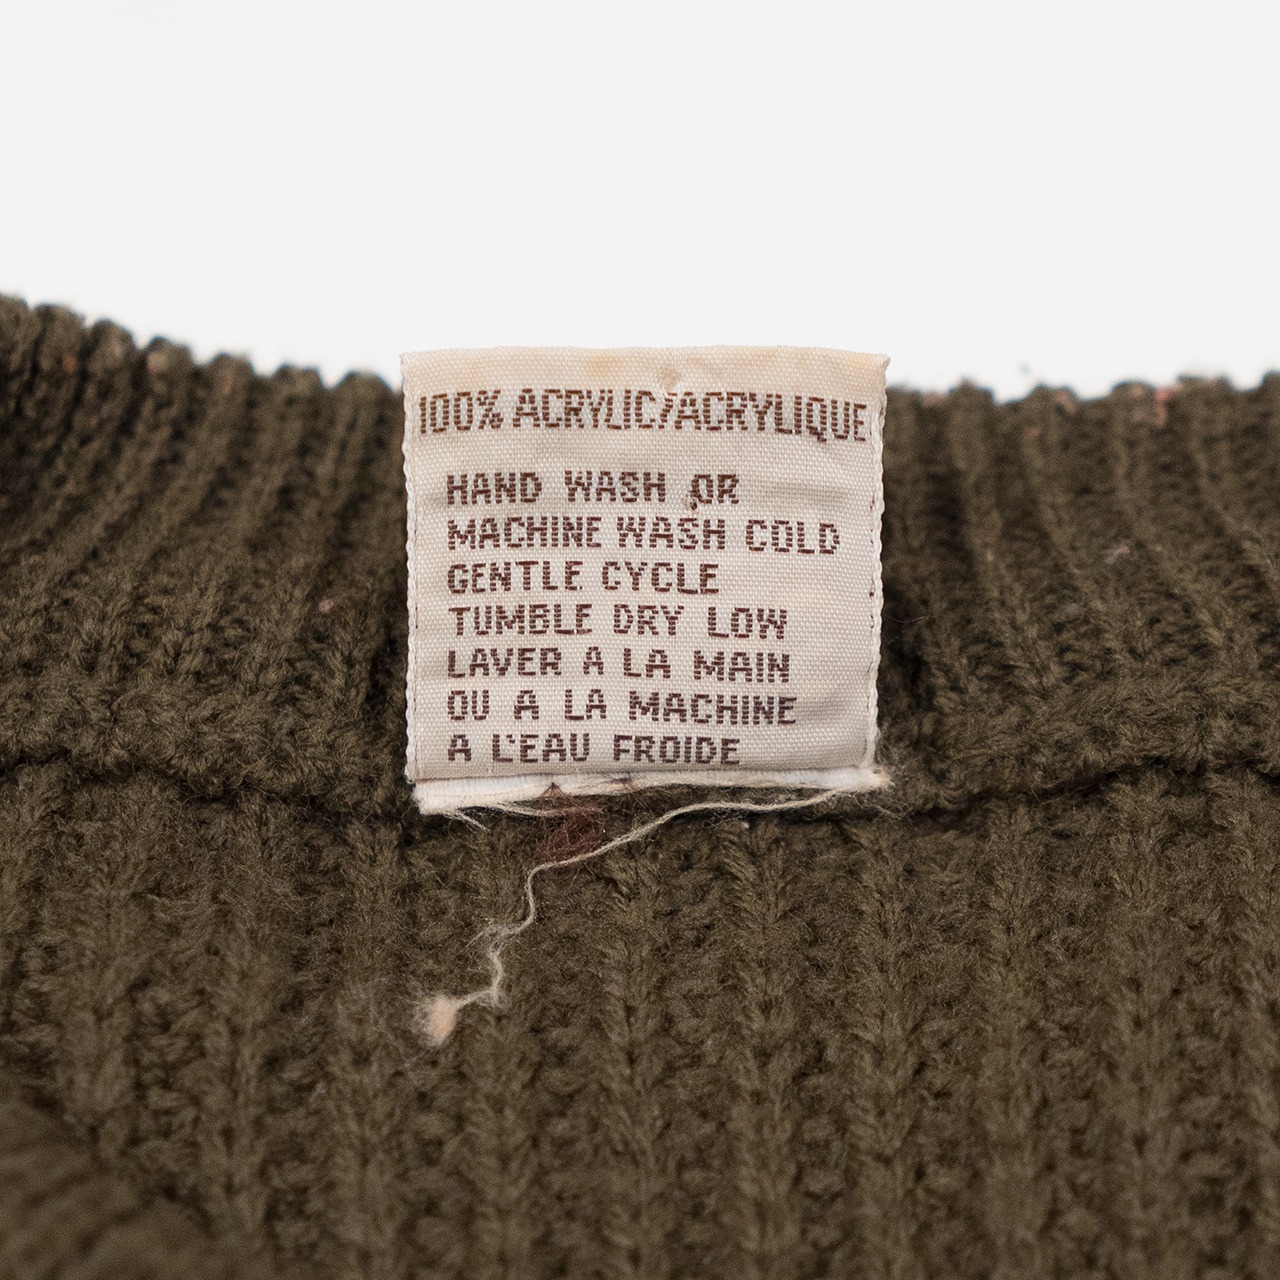 100% ACRYLIC/ACRYLIQUE
HAND WASH OR
MACHINE WASH COLD
GENTLE CYCLE
TUMBLE DRY LOW
LAVER A LA MAIN
OU A LA MACHINE
A L'EAU FROIDE